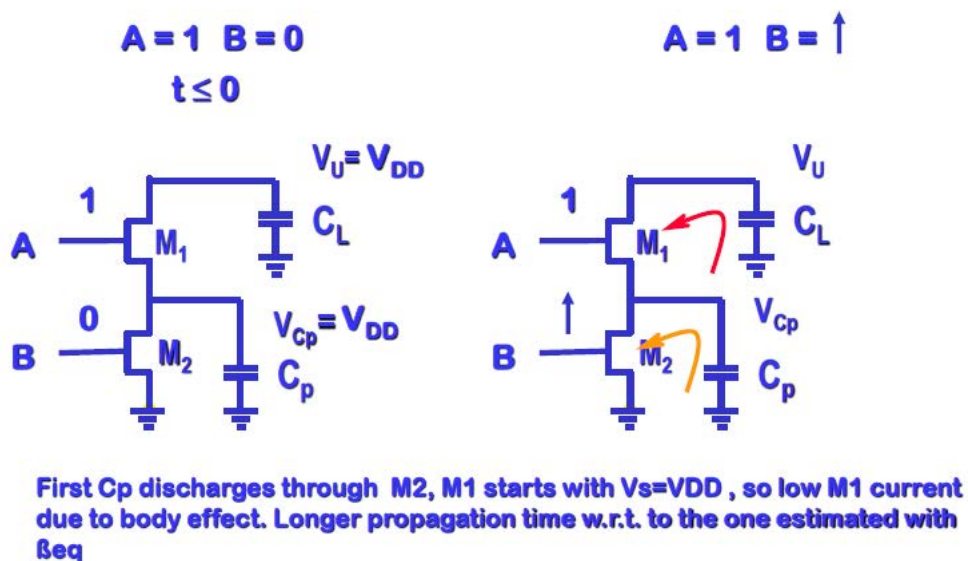 A = 1 B = 0
t ≤ 0
A = 1 B = ↑
V_U = V_DD
1
A
M_1
C_L
0
B
M_2
V_Cp = V_DD
C_p
V_U
1
A
M_1
C_L
B
M_2
V_Cp
C_p
First Cp discharges through M2, M1 starts with Vs=VDD , so low M1 current
due to body effect. Longer propagation time w.r.t. to the one estimated with
ßeq